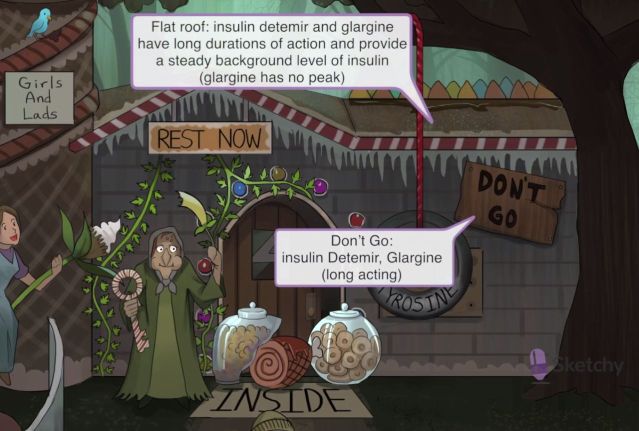 Flat roof: insulin detemir and glargine
have long durations of action and provide
a steady background level of insulin
(glargine has no peak)
Girls
And
Lads
REST NOW
DON'T
GO
Don't Go:
insulin Detemir, Glargine
(long acting)
TYROSINE
INSIDE
Sketchy